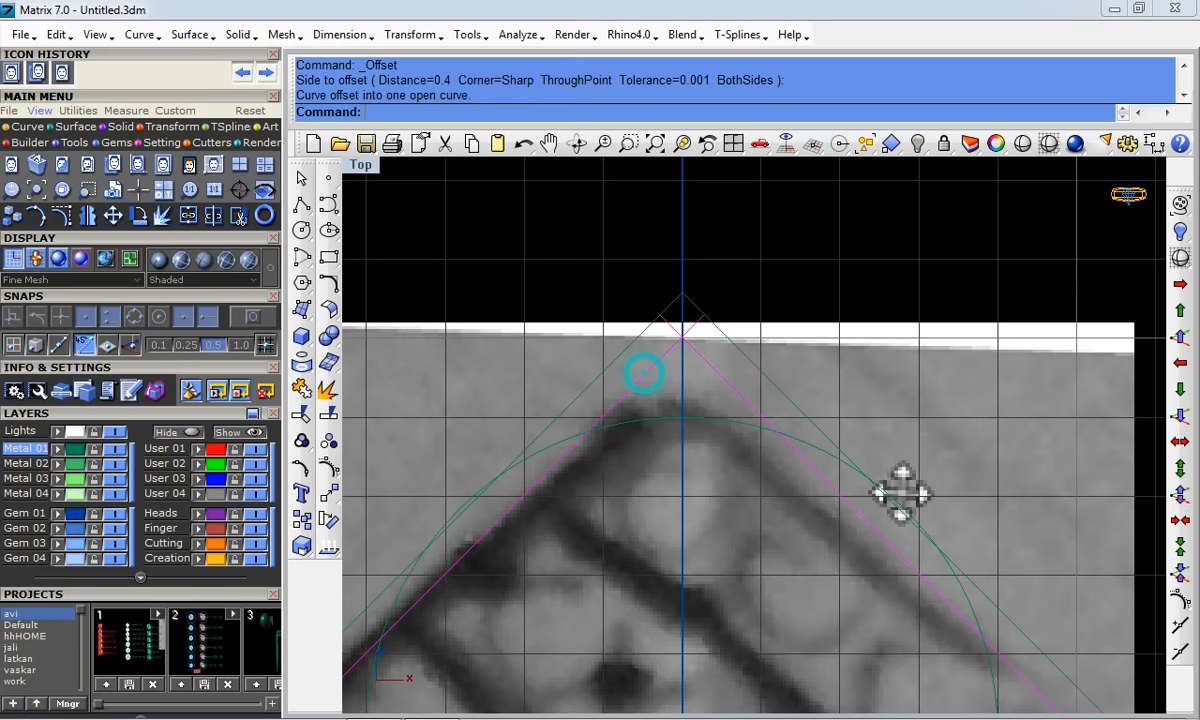 Matrix 7.0 - Untitled.3dm
File Edit View Curve Surface Solid Mesh Dimension Transform Tools Analyze Render Rhino4.0 Blend T-Splines Help
ICON HISTORY
MAIN MENU
File View Utilities Measure Custom Reset
Curve Surface Solid Transform TSpline Art
Builder Tools Gems Setting Cutters Render
DISPLAY
Fine Mesh Shaded
SNAPS
45° 0.1 0.25 0.5 1.0
INFO & SETTINGS
LAYERS
Lights Hide Show
Metal 01 User 01
Metal 02 User 02
Metal 03 User 03
Metal 04 User 04
Gem 01 Heads
Gem 02 Finger
Gem 03 Cutting
Gem 04 Creation
PROJECTS
avi
Default
hhHOME
jali
latkan
vaskar
work
1 2 3
Mngr
Command: _Offset
Side to offset ( Distance=0.4 Corner=Sharp ThroughPoint Tolerance=0.001 BothSides ):
Curve offset into one open curve.
Command:
Top
x